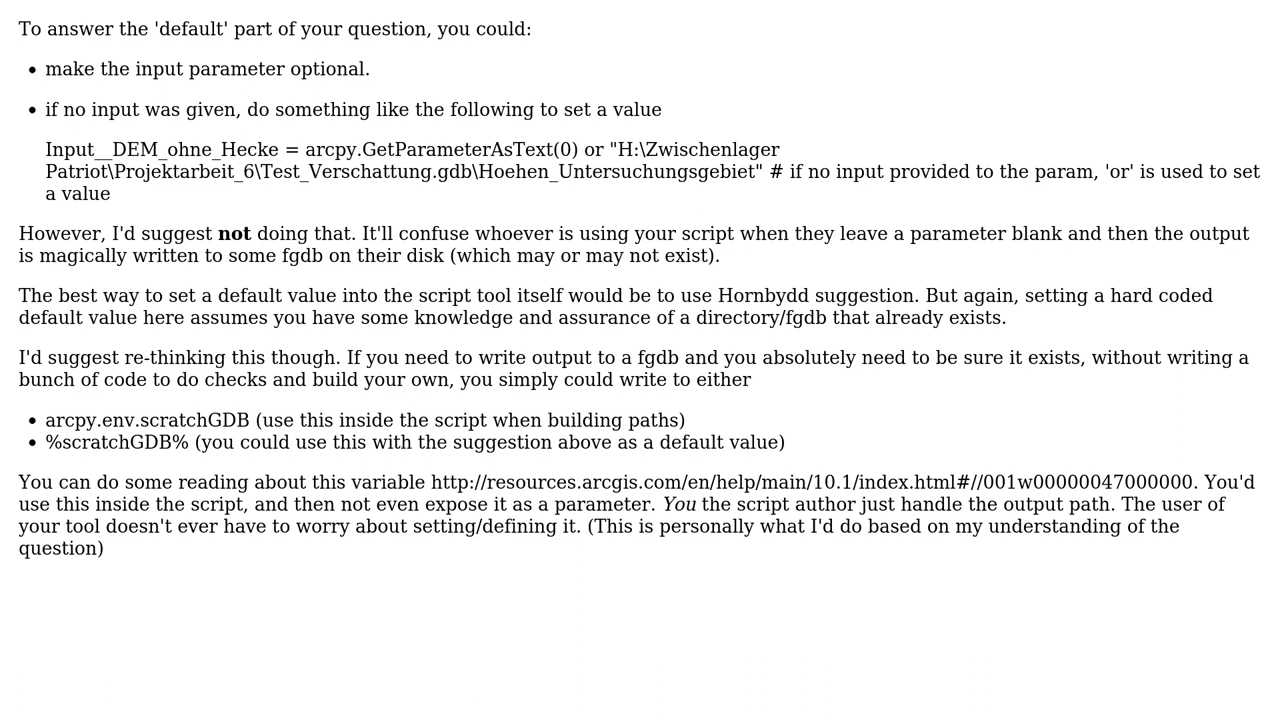 To answer the 'default' part of your question, you could:
• make the input parameter optional.
• if no input was given, do something like the following to set a value
Input__DEM_ohne_Hecke = arcpy.GetParameterAsText(0) or "H:\Zwischenlager
Patriot\Projektarbeit_6\Test_Verschattung.gdb\Hoehen_Untersuchungsgebiet" # if no input provided to the param, 'or' is used to set
a value
However, I'd suggest not doing that. It'll confuse whoever is using your script when they leave a parameter blank and then the output
is magically written to some fgdb on their disk (which may or may not exist).
The best way to set a default value into the script tool itself would be to use Hornbydd suggestion. But again, setting a hard coded
default value here assumes you have some knowledge and assurance of a directory/fgdb that already exists.
I'd suggest re-thinking this though. If you need to write output to a fgdb and you absolutely need to be sure it exists, without writing a
bunch of code to do checks and build your own, you simply could write to either
• arcpy.env.scratchGDB (use this inside the script when building paths)
• %scratchGDB% (you could use this with the suggestion above as a default value)
You can do some reading about this variable http://resources.arcgis.com/en/help/main/10.1/index.html#//001w00000047000000. You'd
use this inside the script, and then not even expose it as a parameter. You the script author just handle the output path. The user of
your tool doesn't ever have to worry about setting/defining it. (This is personally what I'd do based on my understanding of the
question)